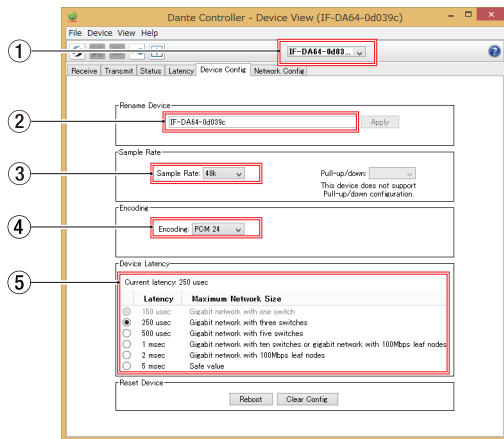 Dante Controller - Device View (IF-DA64-0d039c)
File Device View Help
IF-DA64-0d03...
Receive Transmit Status Latency Device Config Network Config
1
Rename Device
2
IF-DA64-0d039c
Apply
Sample Rate
3
Sample Rate: 48k
Pull-up/down:
This device does not support
Pull-up/down configuration.
Encoding
4
Encoding: PCM 24
Device Latency
5
Current latency: 250 usec
Latency Maximum Network Size
150 usec Gigabit network with one switch
250 usec Gigabit network with three switches
500 usec Gigabit network with five switches
1 msec Gigabit network with ten switches or gigabit network with 100Mbps leaf nodes
2 msec Gigabit network with 100Mbps leaf nodes
5 msec Safe value
Reset Device
Reboot Clear Config